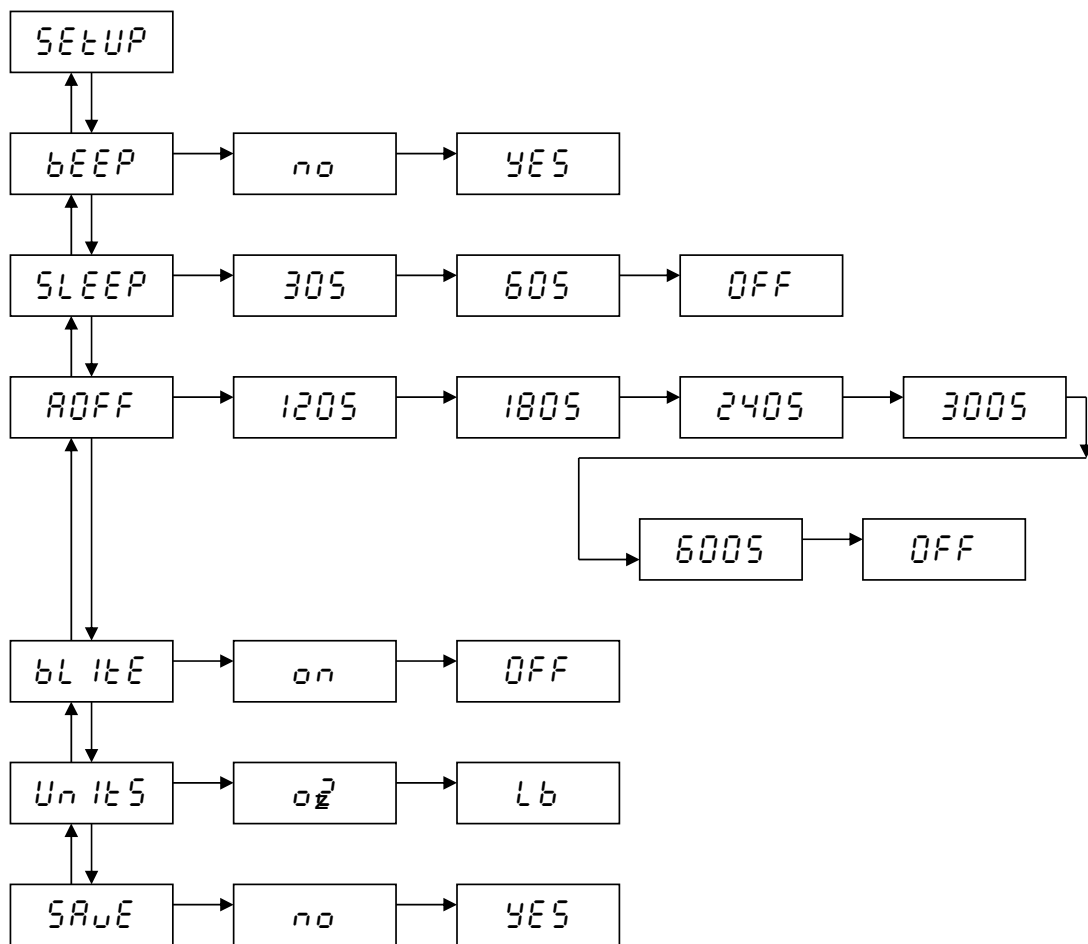 SEtUP
bEEP no YES
SLEEP 30S 60S OFF
AOFF 120S 180S 240S 300S
600S OFF
bLItE on OFF
UnItS Lb
SAvE no YES